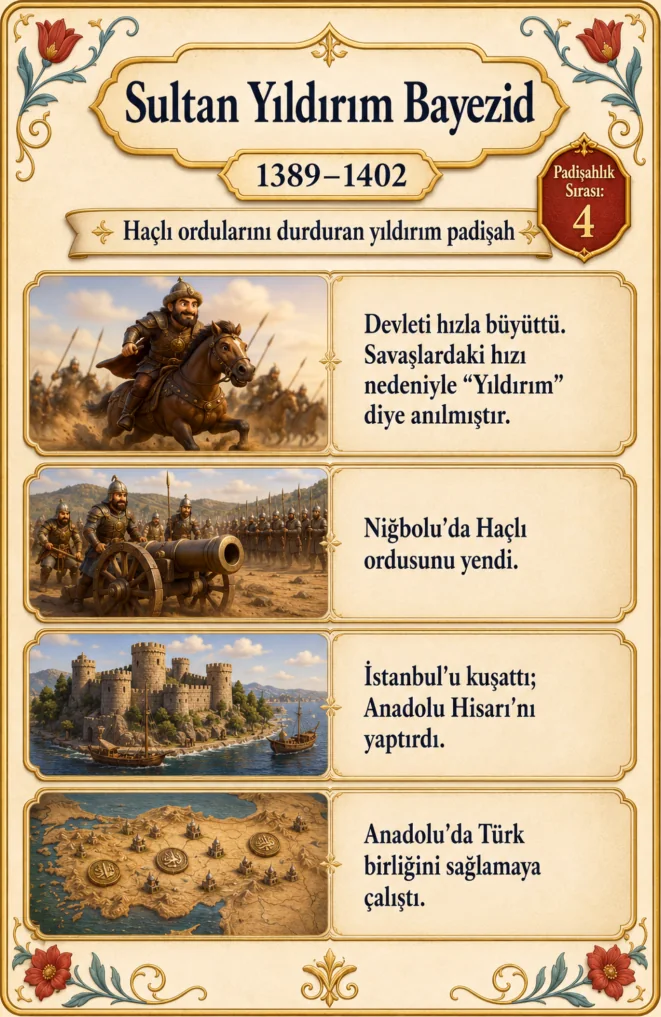 Sultan Yıldırım Bayezid
1389–1402
Padişahlık
Sırası:
4
Haçlı ordularını durduran yıldırım padişah
Devleti hızla büyüttü.
Savaşlardaki hızı
nedeniyle “Yıldırım”
diye anılmıştır.
Niğbolu’da Haçlı
ordusunu yendi.
İstanbul’u kuşattı;
Anadolu Hisarı’nı
yaptırdı.
Anadolu’da Türk
birliğini sağlamaya
çalıştı.